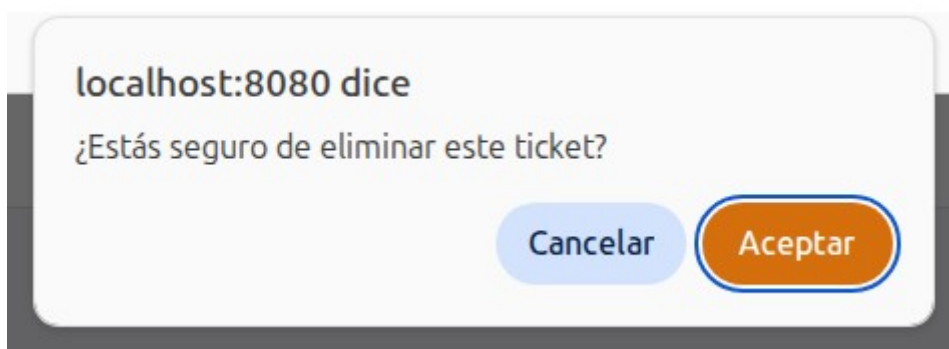 localhost:8080 dice
¿Estás seguro de eliminar este ticket?
Cancelar Aceptar